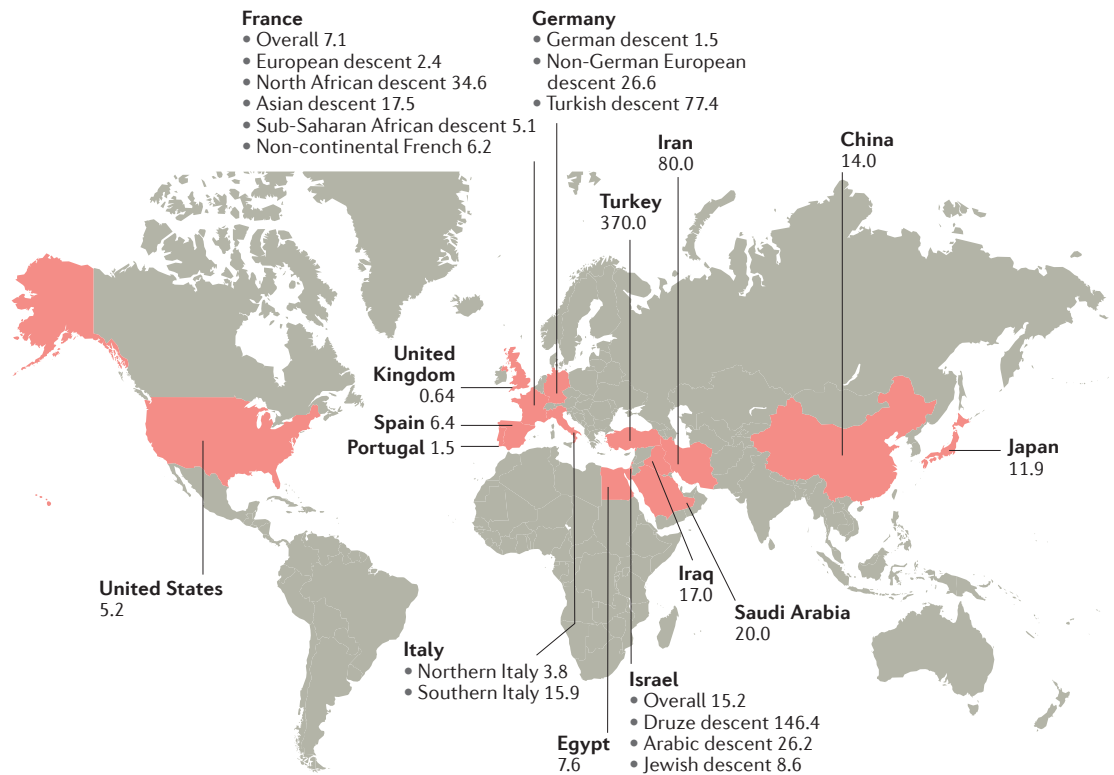 France
• Overall 7.1
• European descent 2.4
• North African descent 34.6
• Asian descent 17.5
• Sub-Saharan African descent 5.1
• Non-continental French 6.2
Germany
• German descent 1.5
• Non-German European
descent 26.6
• Turkish descent 77.4
Iran
80.0
China
14.0
Turkey
370.0
United
Kingdom
0.64
Spain 6.4
Portugal 1.5
Japan
11.9
United States
5.2
Iraq
17.0
Saudi Arabia
20.0
Italy
• Northern Italy 3.8
• Southern Italy 15.9
Israel
• Overall 15.2
• Druze descent 146.4
• Arabic descent 26.2
• Jewish descent 8.6
Egypt
7.6